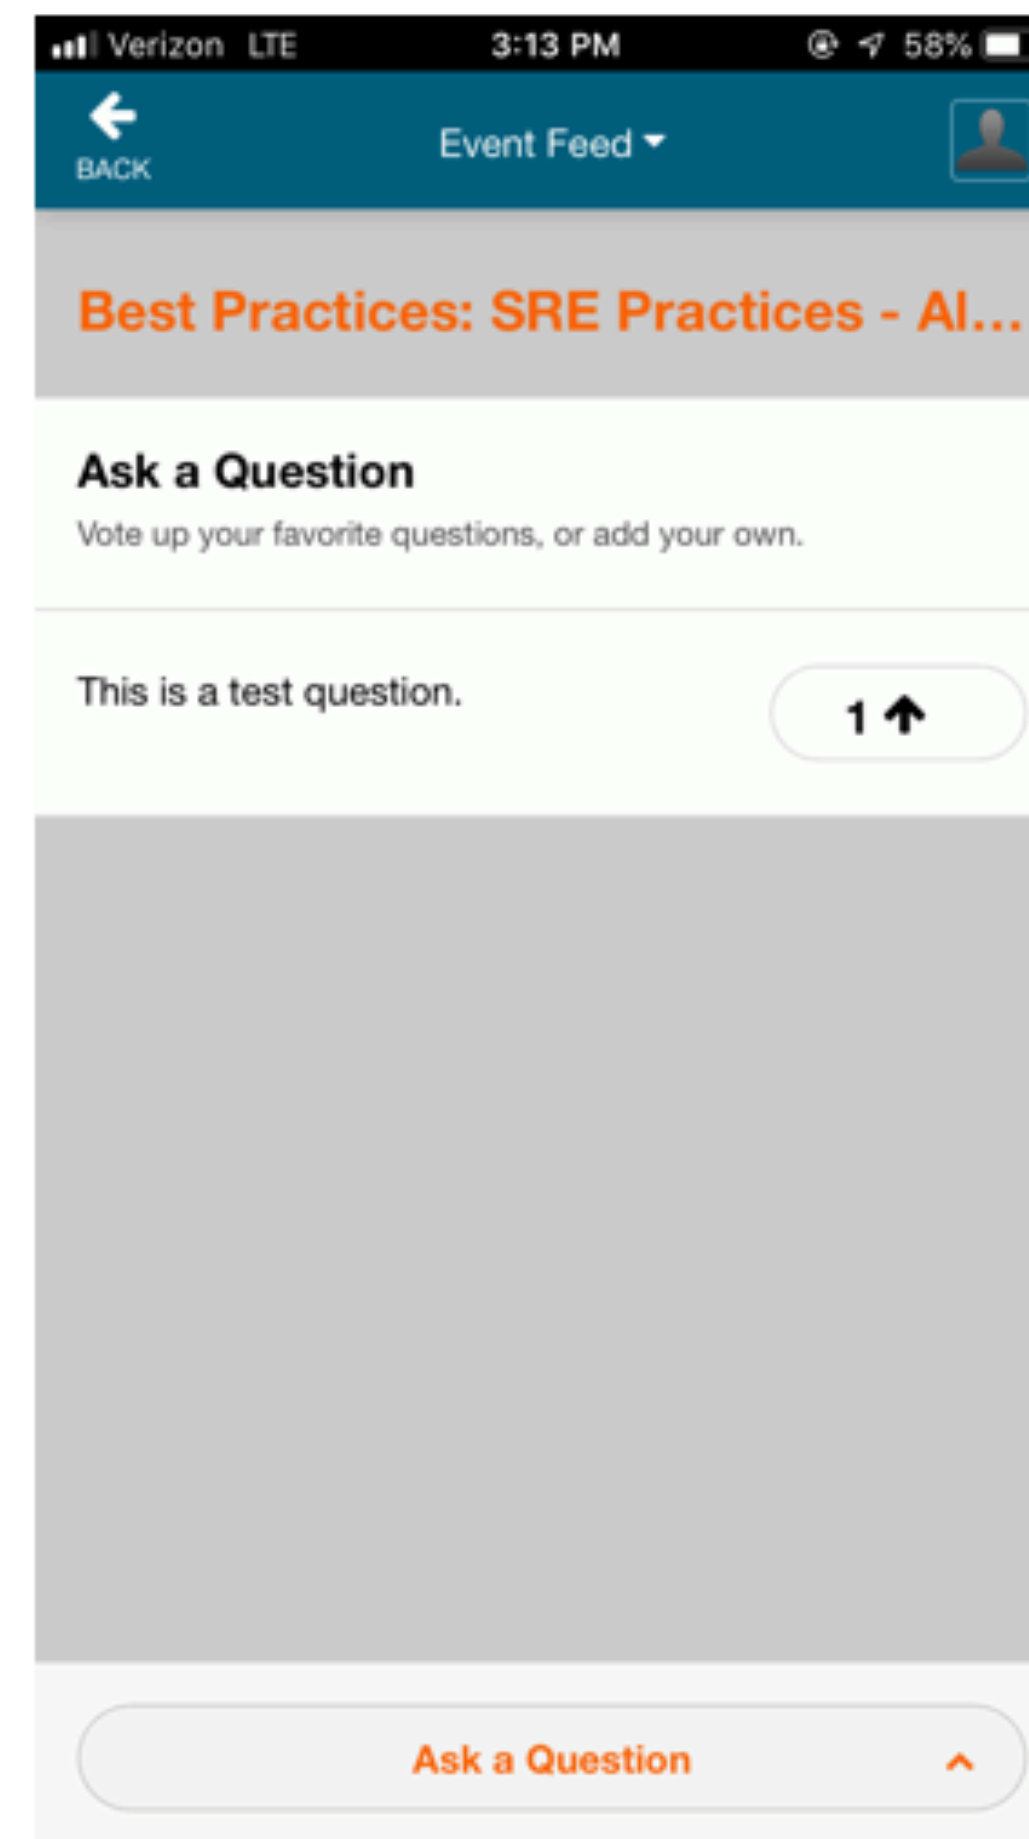 Verizon LTE 3:13 PM 58%
BACK
Event Feed
Best Practices: SRE Practices - Al...
Ask a Question
Vote up your favorite questions, or add your own.
This is a test question.
1
Ask a Question